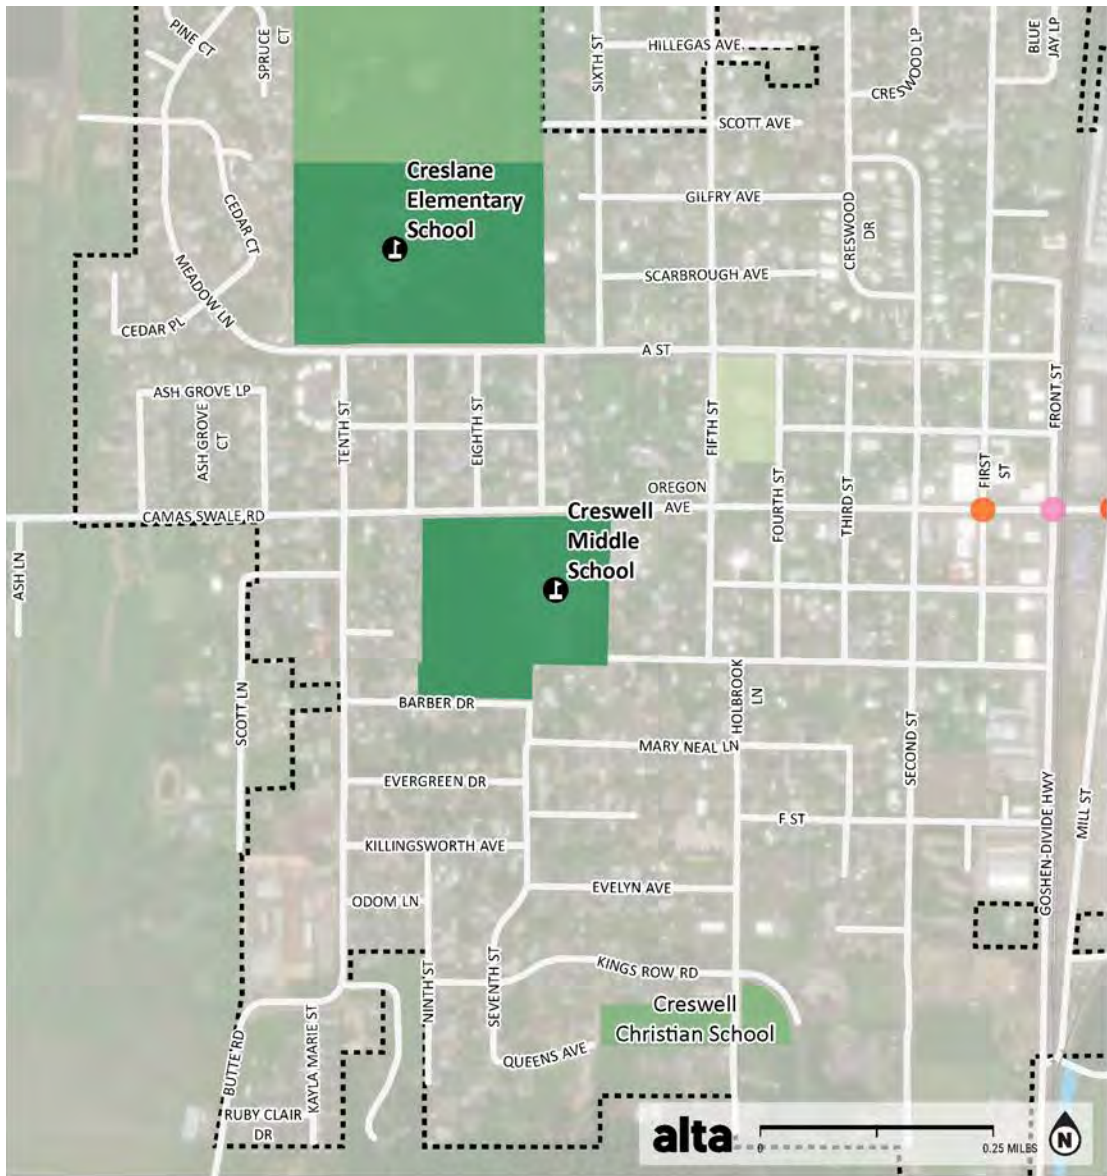 PINE CT
SPRUCE
CT
SIXTH ST
HILLEGAS AVE
CRESWOOD LP
BLUE
JAY LP
SCOTT AVE
Creslane
Elementary
School
CEDAR CT
GILFRY AVE
CRESWOOD
DR
MEADOW LN
SCARBROUGH AVE
CEDAR PL
A ST
ASH GROVE LP
ASH GROVE
CT
TENTH ST
EIGHTH ST
FIFTH ST
FRONT ST
FOURTH ST
THIRD ST
FIRST
ST
OREGON
AVE
CAMAS SWALE RD
Creswell
Middle
School
ASH LN
SCOTT LN
BARBER DR
HOLBROOK
LN
MARY NEAL LN
SECOND ST
EVERGREEN DR
GOSHEN-DIVIDE HWY
MILL ST
F ST
KILLINGSWORTH AVE
EVELYN AVE
ODOM LN
NINTH ST
SEVENTH ST
KINGS ROW RD
Creswell
Christian School
BUTTE RD
KAYLA MARIE ST
QUEENS AVE
RUBY CLAIR
DR
alta
0
0.25 MILES
N